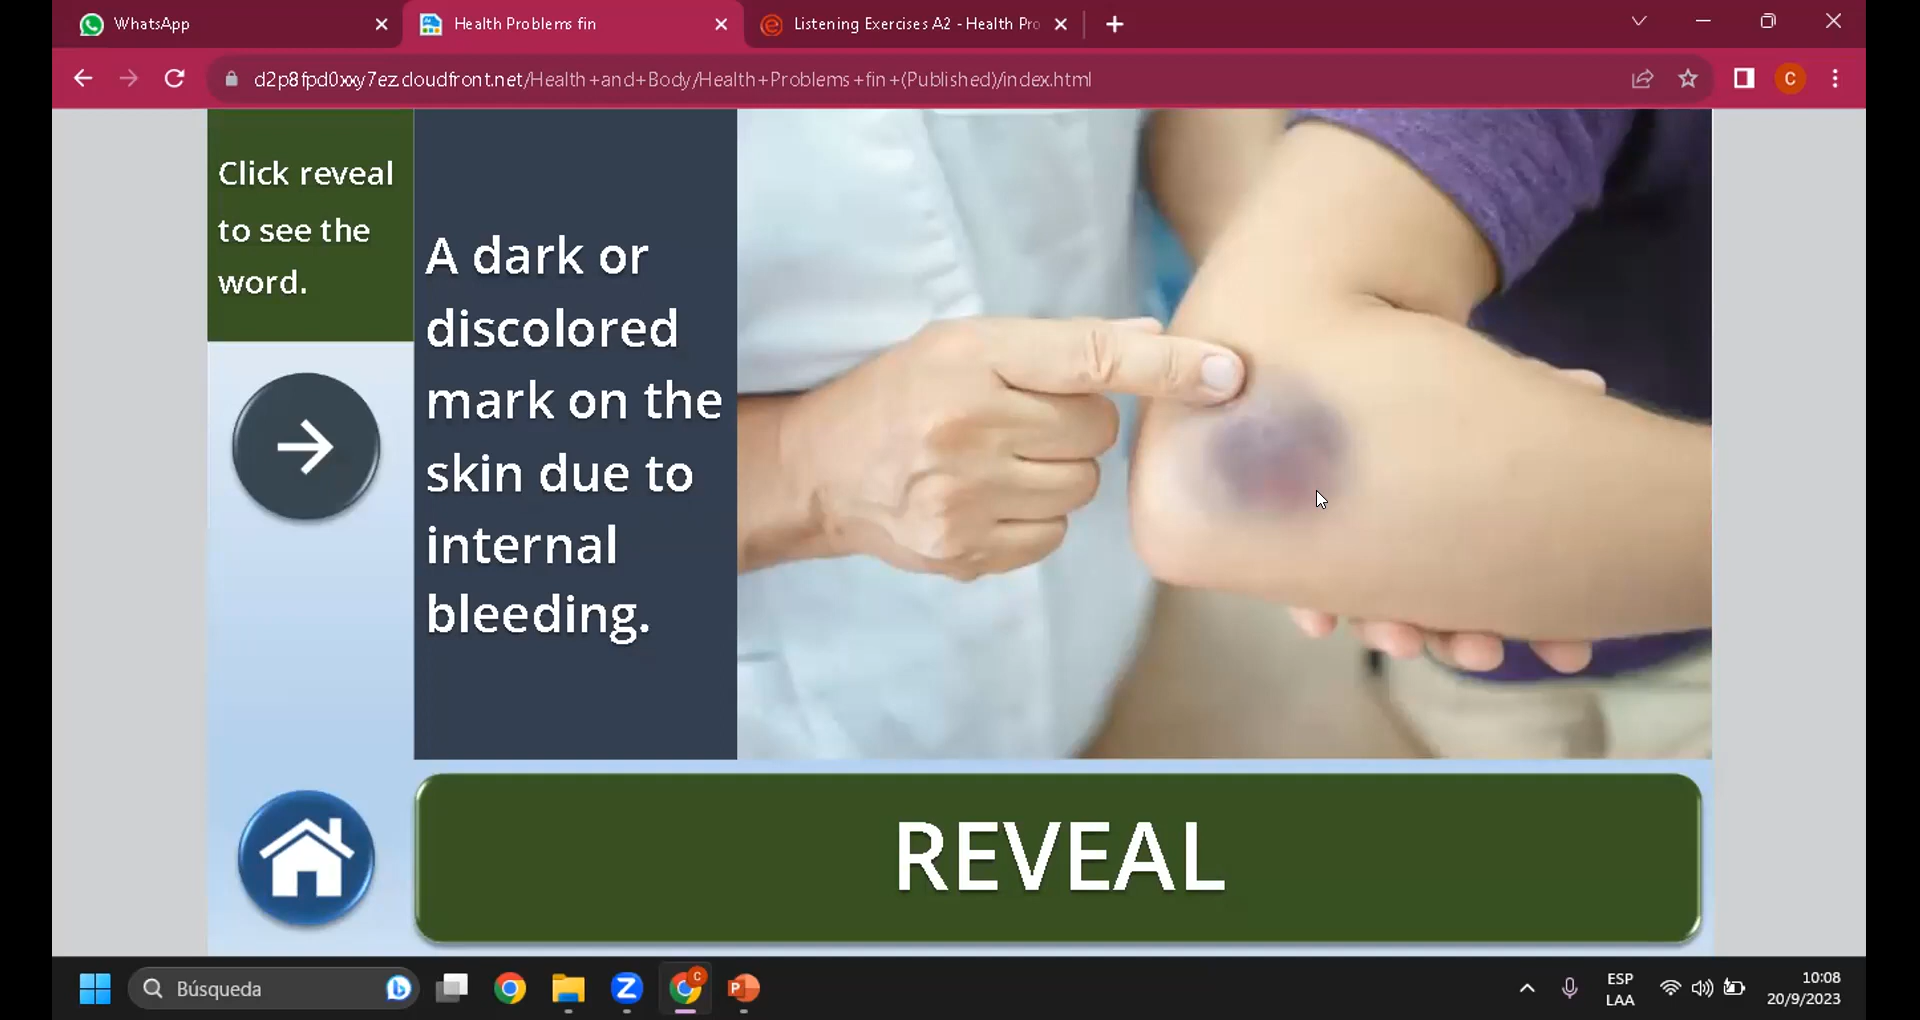 WhatsApp
Health Problems fin
Listening Exercises A2 - Health Pro
d2p8fpd0xxy7ez.cloudfront.net/Health+and+Body/Health+Problems+fin+(Published)/index.html
C
Click reveal
to see the
word.
A dark or
discolored
mark on the
skin due to
internal
bleeding.
REVEAL
Búsqueda
C
P
ESP
LAA
10:08
20/9/2023